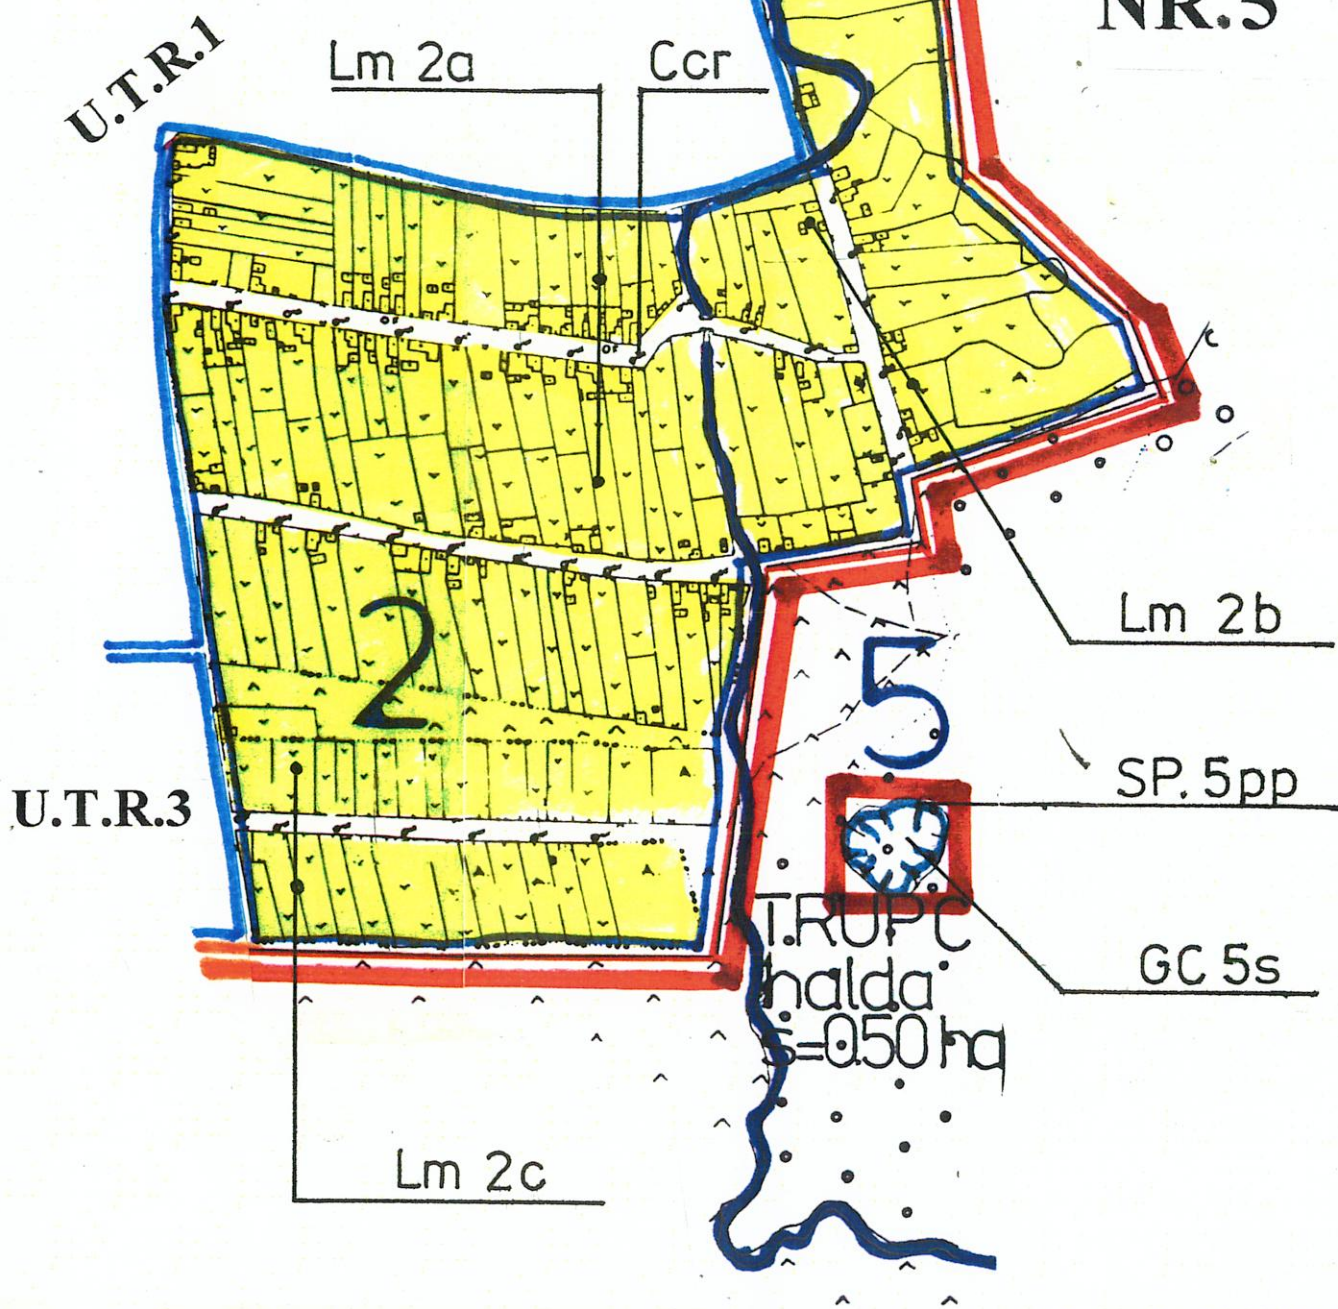 NR.5
U.T.R.1
Lm 2a
Ccr
2
Lm 2b
5
SP. 5pp
U.T.R.3
T.RUP C
halda
S=0.50 ha
GC 5s
Lm 2c